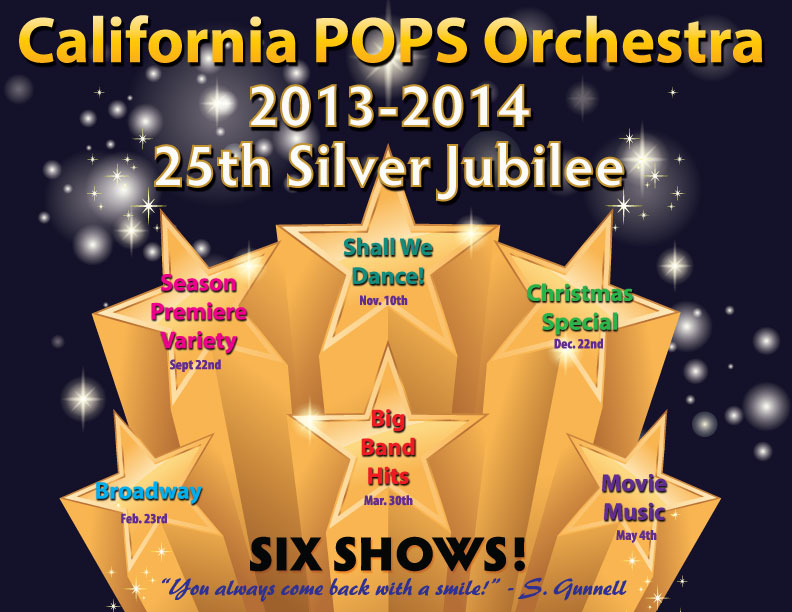 California POPS Orchestra
2013-2014
25th Silver Jubilee
Season
Premiere
Variety
Sept 22nd
Shall We
Dance!
Nov. 10th
Christmas
Special
Dec. 22nd
Broadway
Feb. 23rd
Big
Band
Hits
Mar. 30th
Movie
Music
May 4th
SIX SHOWS!
“You always come back with a smile!” - S. Gunnell